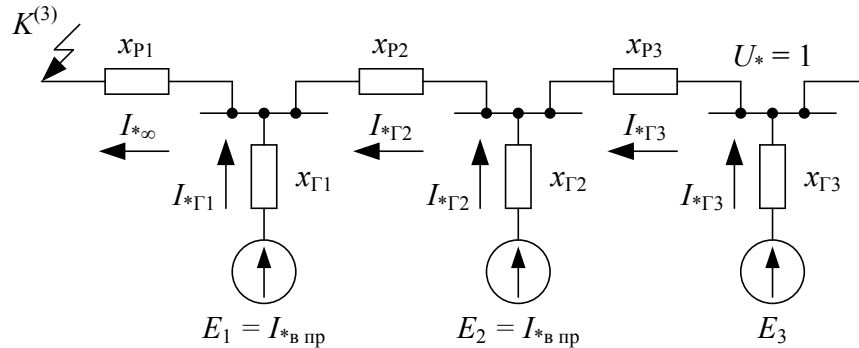 K⁽³⁾
x_Р1
x_Р2
x_Р3
U_* = 1
I_*∞
I_*Г2
I_*Г3
I_*Г1
x_Г1
I_*Г2
x_Г2
I_*Г3
x_Г3
E₁ = I_*в пр
E₂ = I_*в пр
E₃